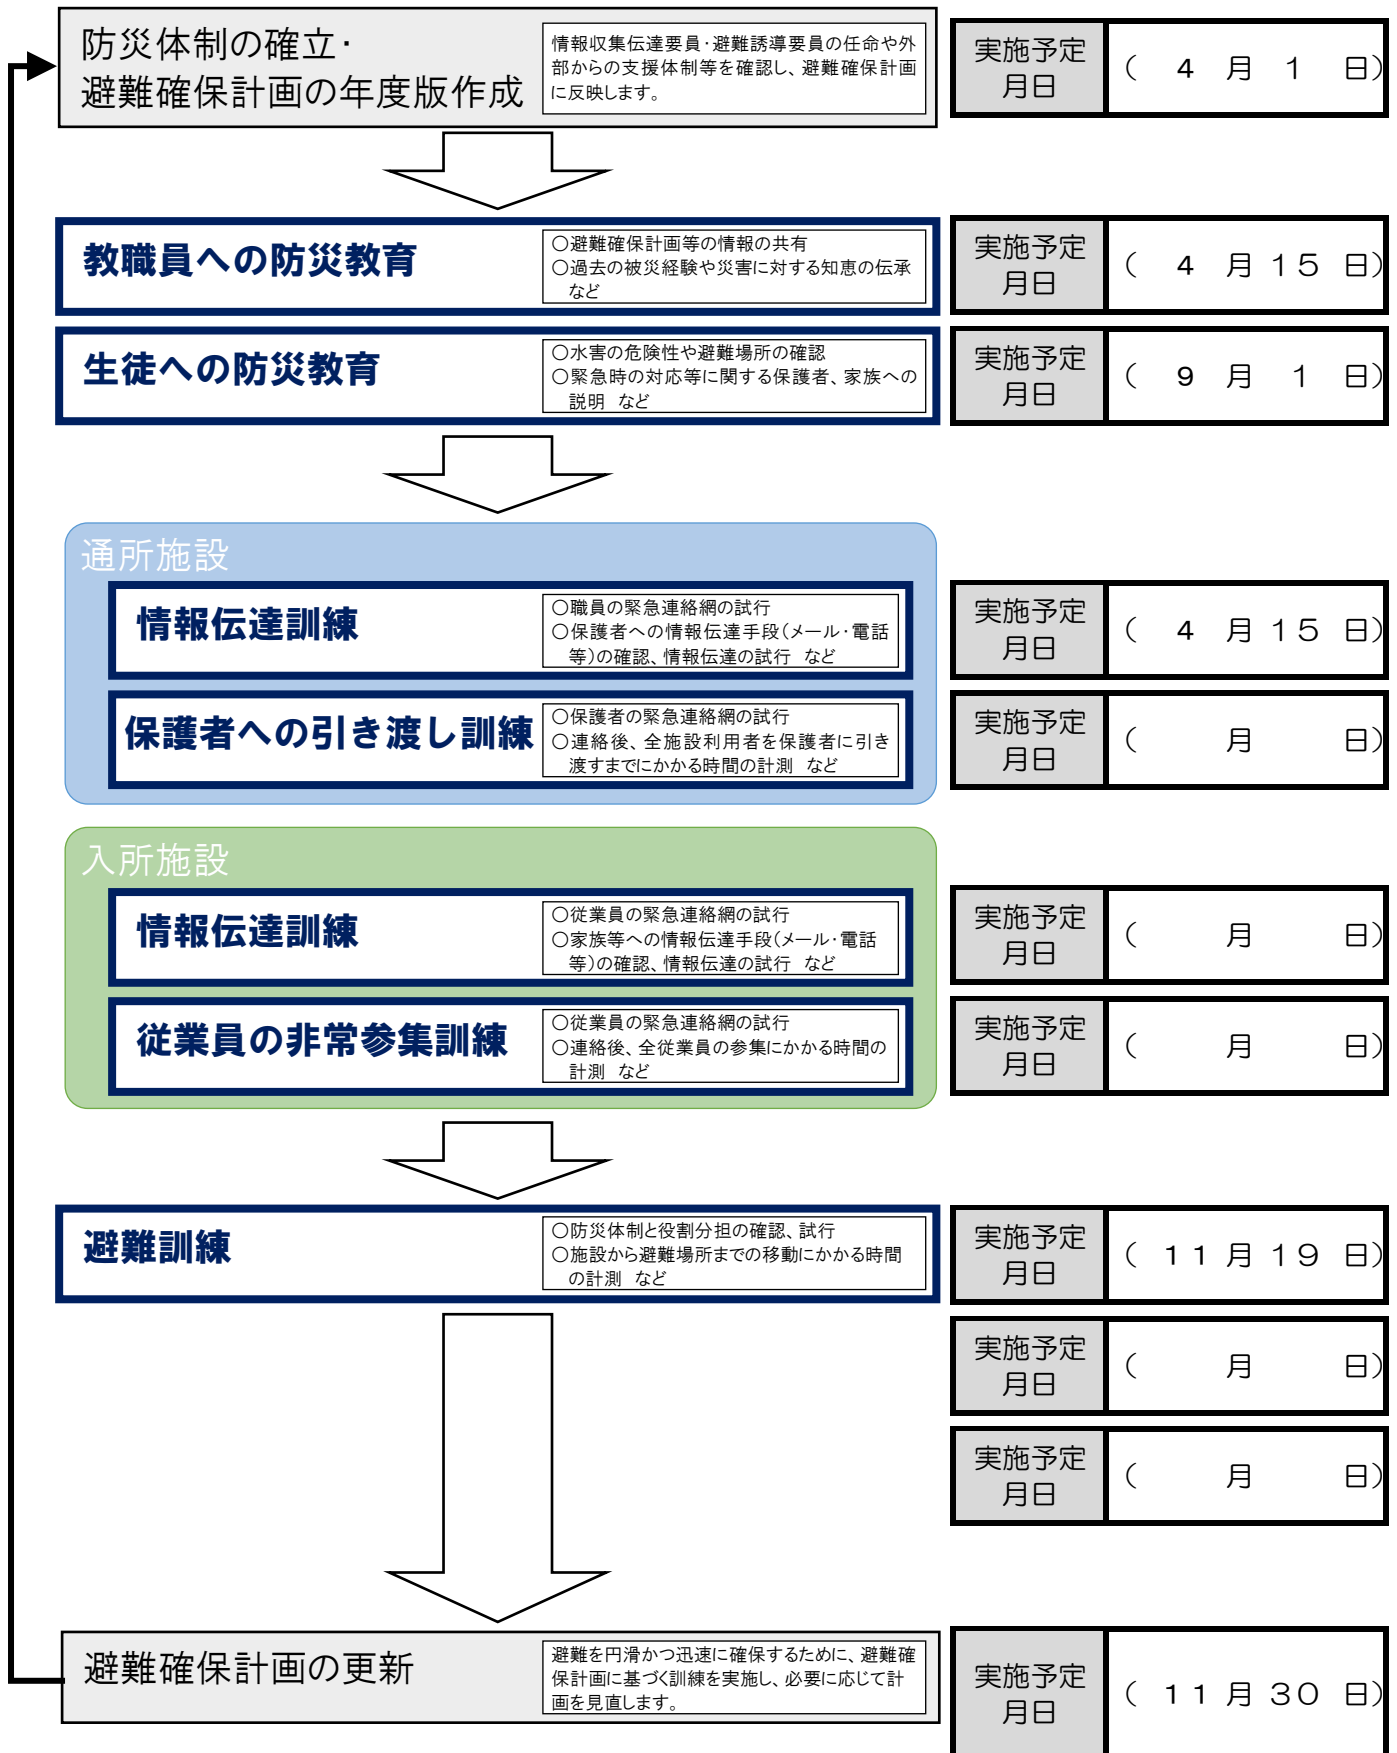 防災体制の確立・
避難確保計画の年度版作成
情報収集伝達要員・避難誘導要員の任命や外
部からの支援体制等を確認し、避難確保計画
に反映します。
実施予定
月日
（　４　月　１　日）
教職員への防災教育
○避難確保計画等の情報の共有
○過去の被災経験や災害に対する知恵の伝承
など
実施予定
月日
（　４　月１５　日）
生徒への防災教育
○水害の危険性や避難場所の確認
○緊急時の対応等に関する保護者、家族への
説明　など
実施予定
月日
（　９　月　１　日）
通所施設
情報伝達訓練
○職員の緊急連絡網の試行
○保護者への情報伝達手段（メール・電話
等）の確認、情報伝達の試行　など
実施予定
月日
（　４　月１５　日）
保護者への引き渡し訓練
○保護者の緊急連絡網の試行
○連絡後、全施設利用者を保護者に引き
渡すまでにかかる時間の計測　など
実施予定
月日
（　　　月　　　日）
入所施設
情報伝達訓練
○従業員の緊急連絡網の試行
○家族等への情報伝達手段（メール・電話
等）の確認、情報伝達の試行　など
実施予定
月日
（　　　月　　　日）
従業員の非常参集訓練
○従業員の緊急連絡網の試行
○連絡後、全従業員の参集にかかる時間の
計測　など
実施予定
月日
（　　　月　　　日）
避難訓練
○防災体制と役割分担の確認、試行
○施設から避難場所までの移動にかかる時間
の計測　など
実施予定
月日
（　１１　月１９　日）
実施予定
月日
（　　　月　　　日）
実施予定
月日
（　　　月　　　日）
避難確保計画の更新
避難を円滑かつ迅速に確保するために、避難確
保計画に基づく訓練を実施し、必要に応じて計
画を見直します。
実施予定
月日
（　１１　月３０　日）